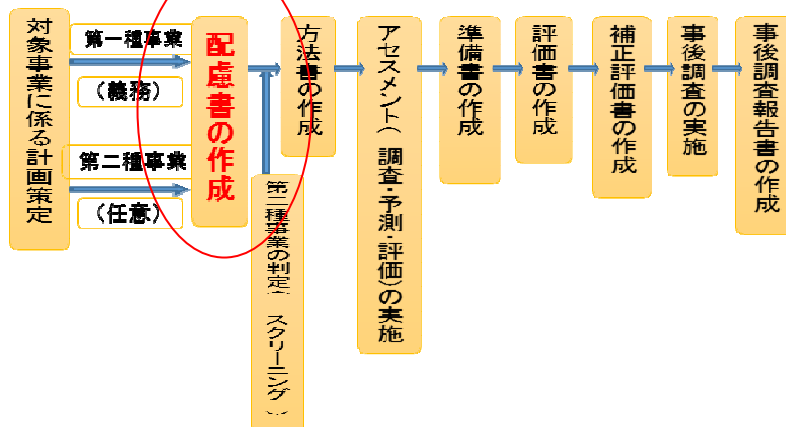 対象事業に係る計画策定
第一種事業
（義務）
第二種事業
（任意）
配慮書の作成
第二種事業の判定（
スクリーニング）
方法書の作成
アセスメント（調査・予測・評価）の実施
準備書の作成
評価書の作成
補正評価書の作成
事後調査の実施
事後調査報告書の作成